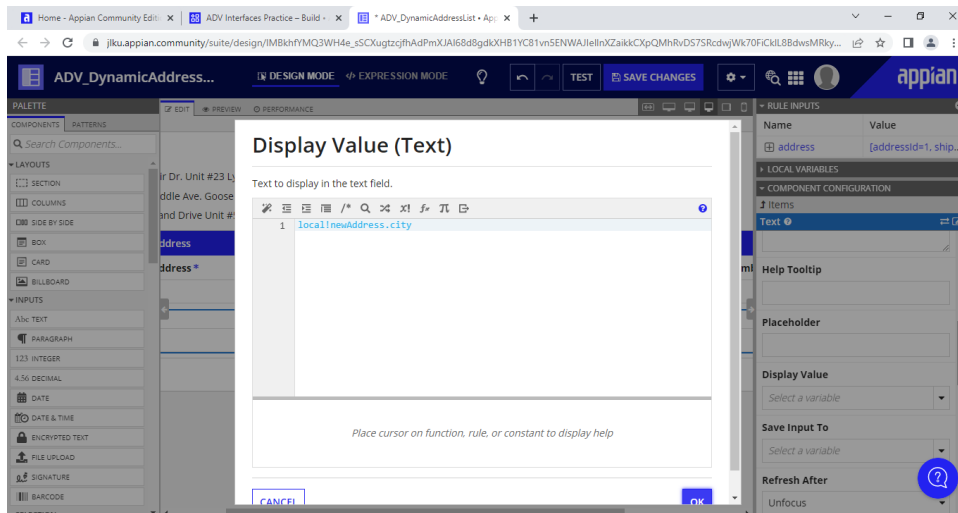 Home - Appian Community Edit
ADV Interfaces Practice – Build -
* ADV_DynamicAddressList • App
jlku.appian.community/suite/design/
ADV_DynamicAddress...
DESIGN MODE
</> EXPRESSION MODE
TEST
SAVE CHANGES
appian
PALETTE
EDIT
PREVIEW
PERFORMANCE
RULE INPUTS
COMPONENTS
PATTERNS
Name
Value
Search Components...
address
[addressId=1, ship..
Display Value (Text)
LAYOUTS
LOCAL VARIABLES
SECTION
ir Dr. Unit #23 Ly
Text to display in the text field.
COMPONENT CONFIGURATION
COLUMNS
ddle Ave. Goose
Items
SIDE BY SIDE
and Drive Unit #
1 local!newAddress.city
Text
BOX
ddress
CARD
ddress *
Help Tooltip
BILLBOARD
INPUTS
Abc TEXT
Placeholder
PARAGRAPH
123 INTEGER
4.56 DECIMAL
Display Value
DATE
Select a variable
DATE & TIME
Save Input To
ENCRYPTED TEXT
Place cursor on function, rule, or constant to display help
Select a variable
FILE UPLOAD
SIGNATURE
Refresh After
BARCODE
CANCEL
OK
Unfocus